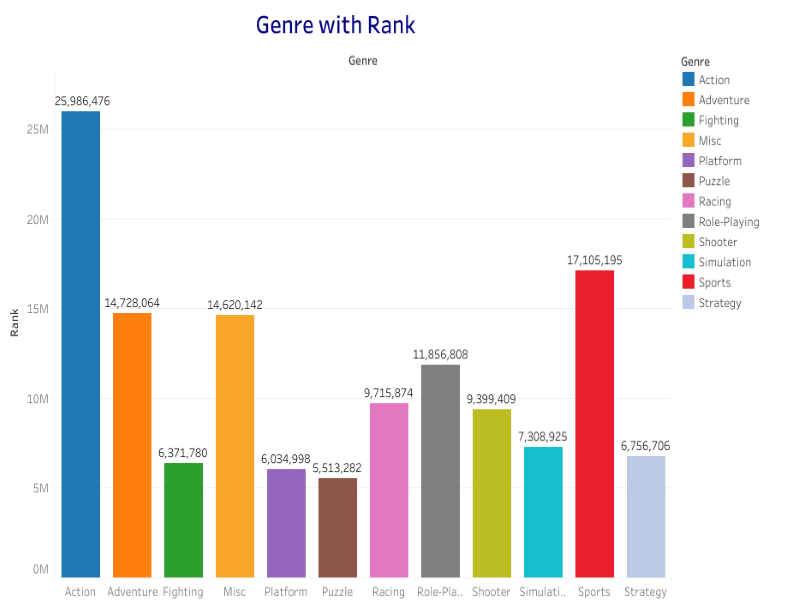 Genre with Rank
Genre
Genre
Action
Adventure
Fighting
Misc
Platform
Puzzle
Racing
Role-Playing
Shooter
Simulation
Sports
Strategy
Rank
25M
20M
15M
10M
5M
0M
25,986,476
14,728,064
6,371,780
14,620,142
6,034,998
5,513,282
9,715,874
11,856,808
9,399,409
7,308,925
17,105,195
6,756,706
Action Adventure Fighting Misc Platform Puzzle Racing Role-Pla.. Shooter Simulati.. Sports Strategy